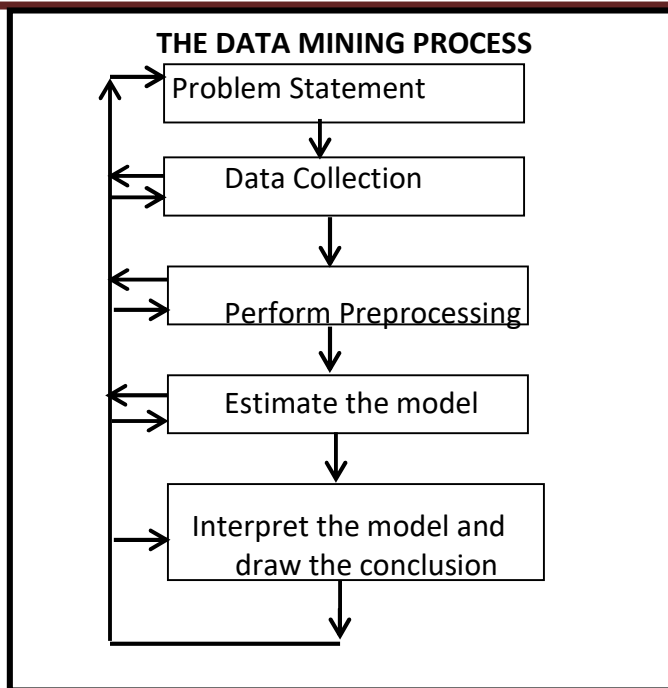 THE DATA MINING PROCESS
Problem Statement
Data Collection
Perform Preprocessing
Estimate the model
Interpret the model and
draw the conclusion